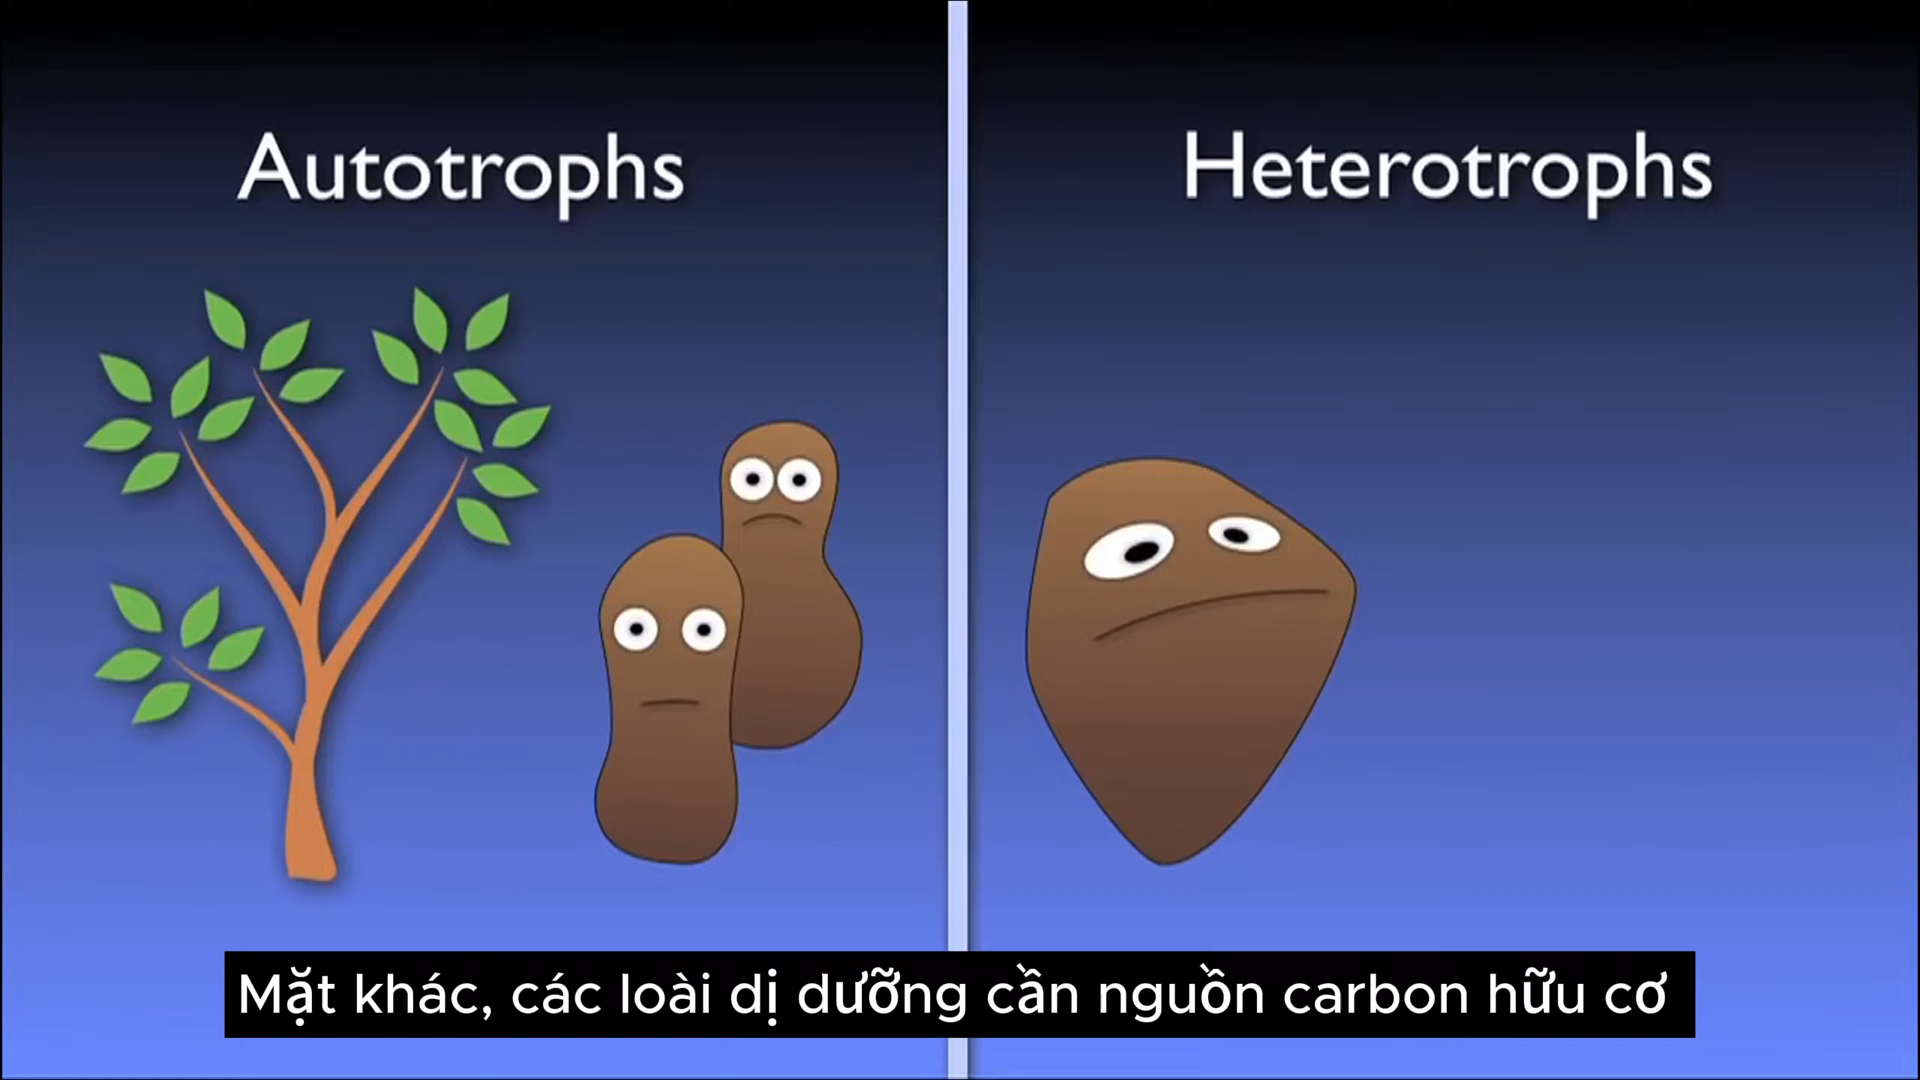 Autotrophs
Heterotrophs
Mặt khác, các loài dị dưỡng cần nguồn carbon hữu cơ